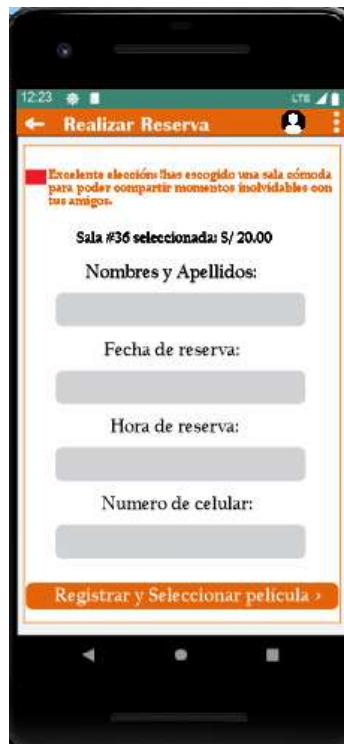 12:23
LTE
Realizar Reserva
Excelente elección: !has escogido una sala cómoda
para poder compartir momentos inolvidables con
tus amigos.
Sala #36 seleccionada: S/ 20.00
Nombres y Apellidos:
Fecha de reserva:
Hora de reserva:
Numero de celular:
Registrar y Seleccionar película ›